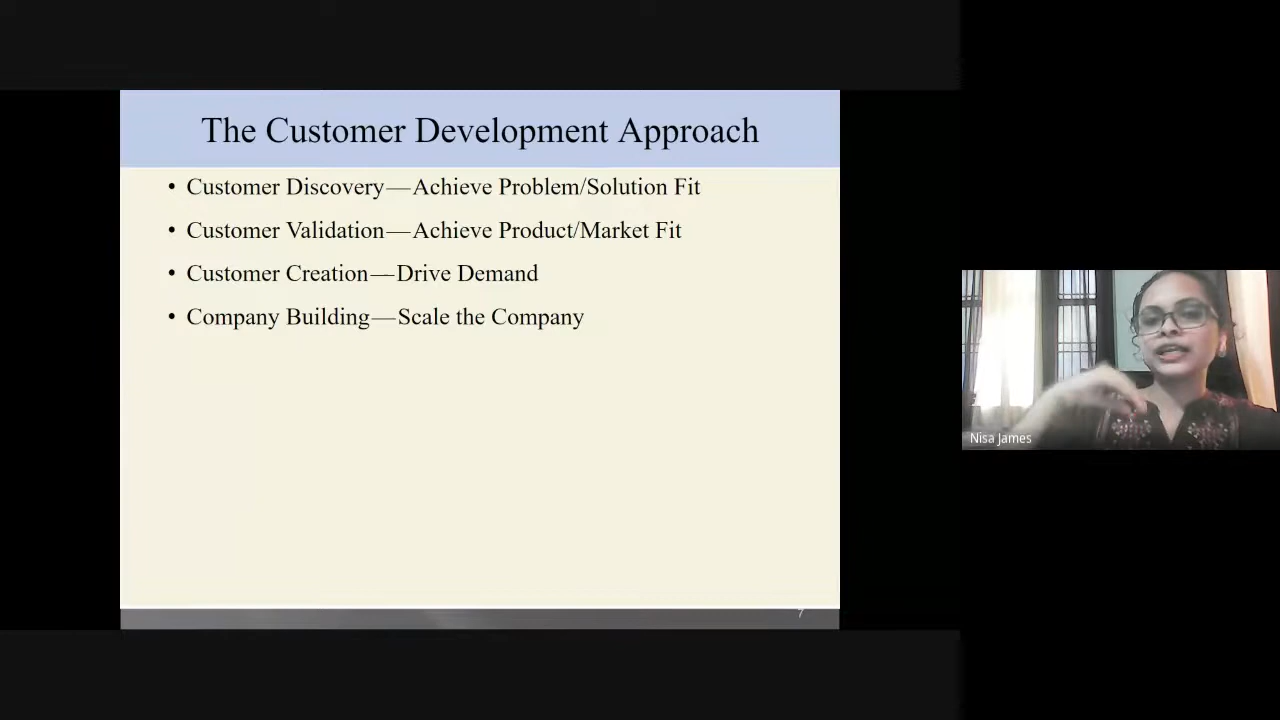 The Customer Development Approach
• Customer Discovery—Achieve Problem/Solution Fit
• Customer Validation—Achieve Product/Market Fit
• Customer Creation—Drive Demand
• Company Building—Scale the Company
7
Nisa James